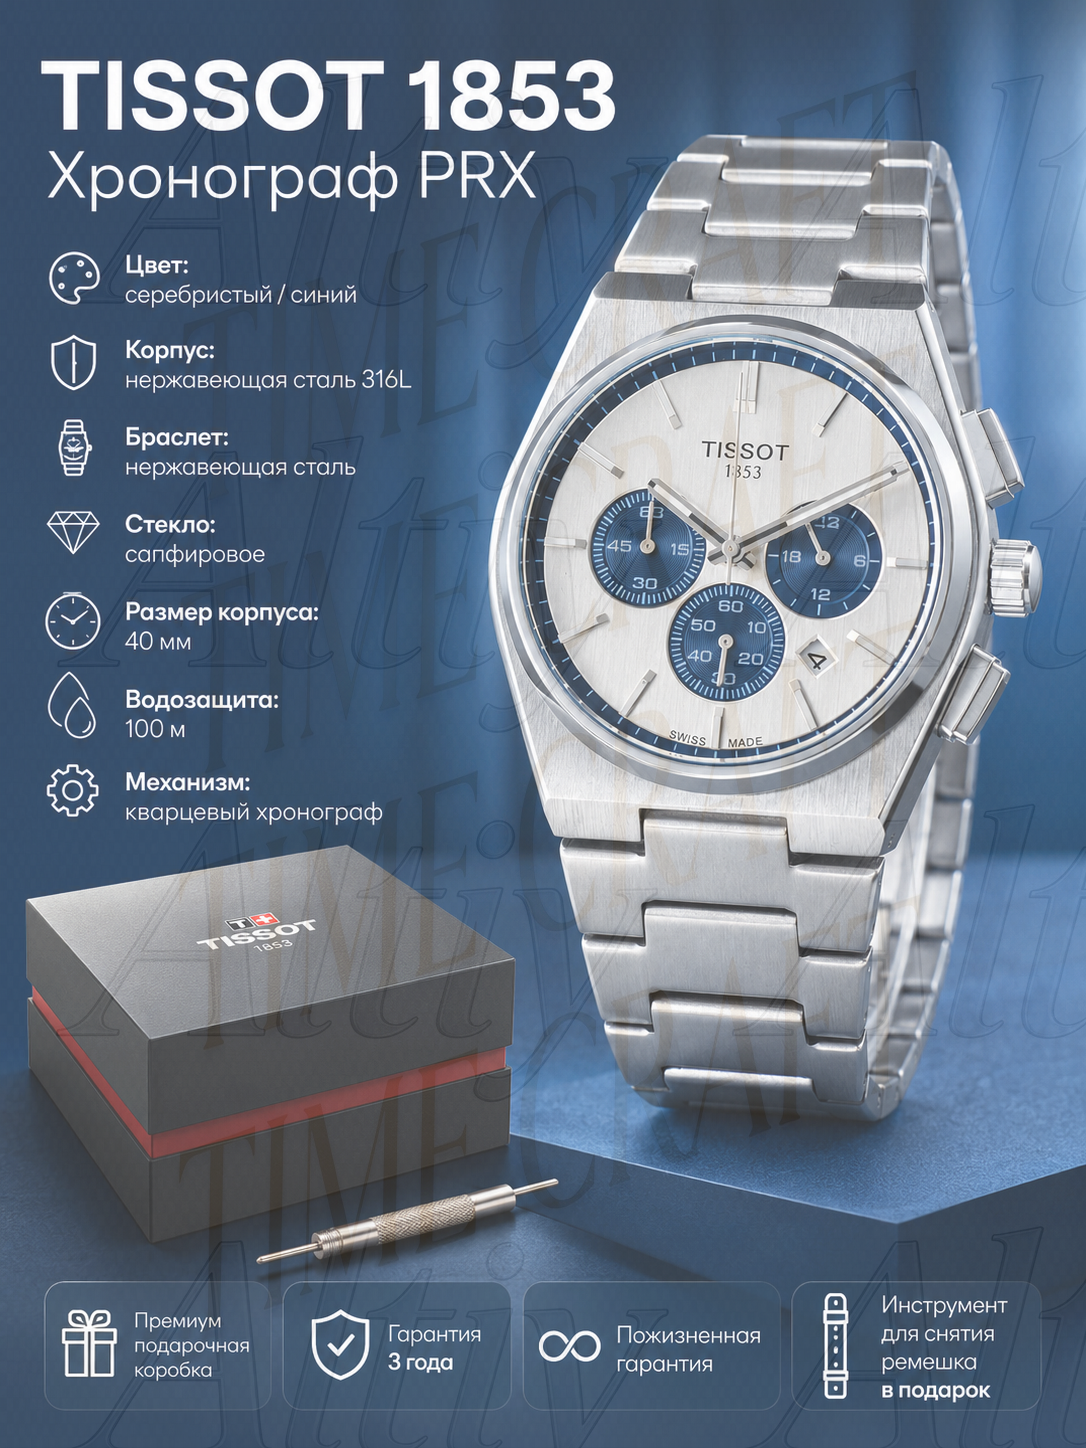 TISSOT 1853
Хронограф PRX
Цвет:
серебристый / синий
Корпус:
нержавеющая сталь 316L
Браслет:
нержавеющая сталь
Стекло:
сапфировое
Размер корпуса:
40 мм
Водозащита:
100 м
Механизм:
кварцевый хронограф
TISSOT
1853
45 15
30
12
18 6
12
60
50 10
40 20
30
4
SWISS MADE
T+
TISSOT
1853
Премиум
подарочная
коробка
Гарантия
3 года
Пожизненная
гарантия
Инструмент
для снятия
ремешка
в подарок
TIME CRAFT